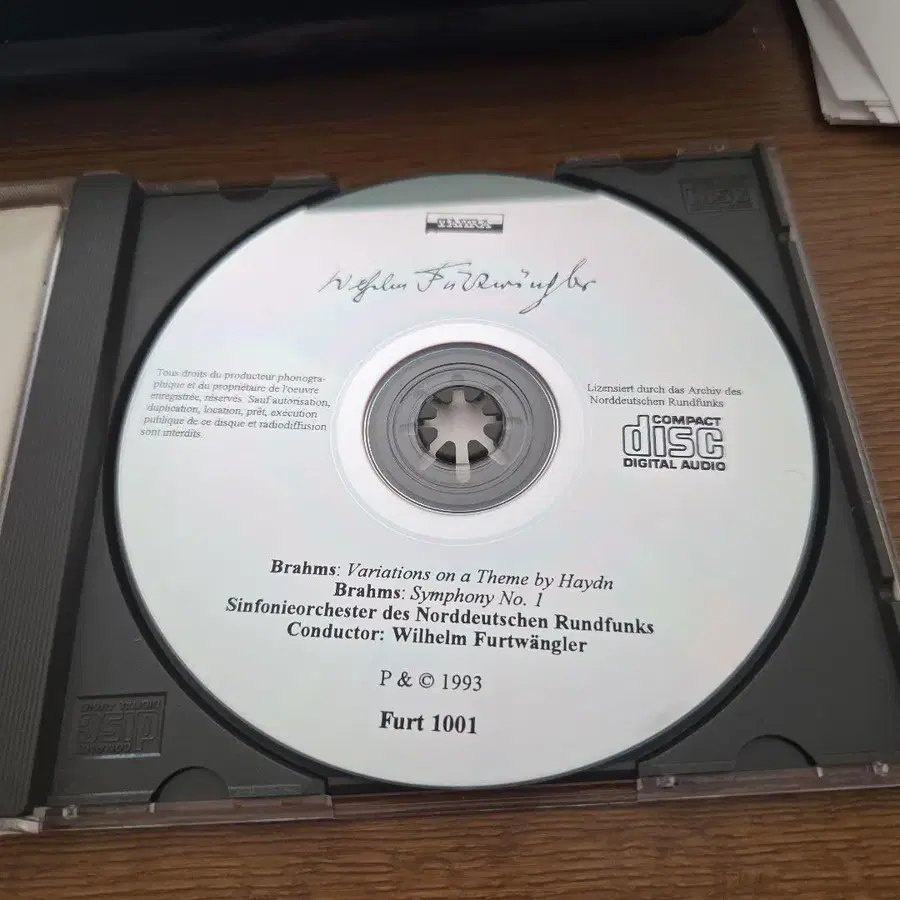 TAHRA
Wilhelm Furtwängler
Tous droits du producteur phonogra-
phique et du propriétaire de l'oeuvre
enregistrée, réservés. Sauf autorisation,
duplication, location, prêt, exécution
publique de ce disque et radiodiffusion
sont interdits.
Lizensiert durch das Archiv des
Norddeutschen Rundfunks
COMPACT
disc
DIGITAL AUDIO
Brahms: Variations on a Theme by Haydn
Brahms: Symphony No. 1
Sinfonieorchester des Norddeutschen Rundfunks
Conductor: Wilhelm Furtwängler
P & © 1993
Furt 1001